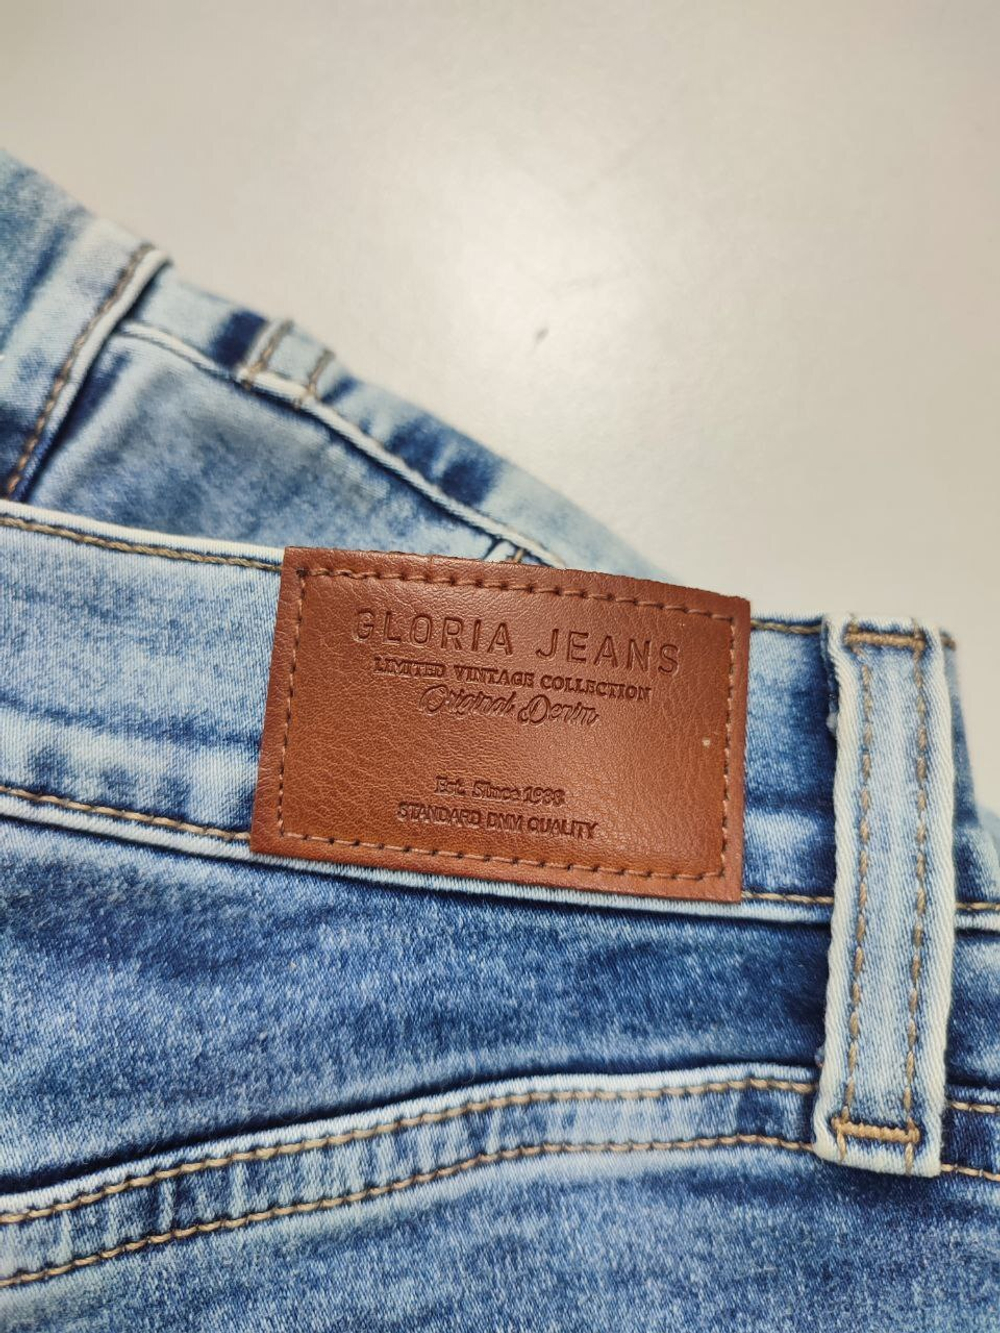 GLORIA JEANS
LIMITED VINTAGE COLLECTION
Original Denim
Est. Since 1988
STANDARD DNM QUALITY